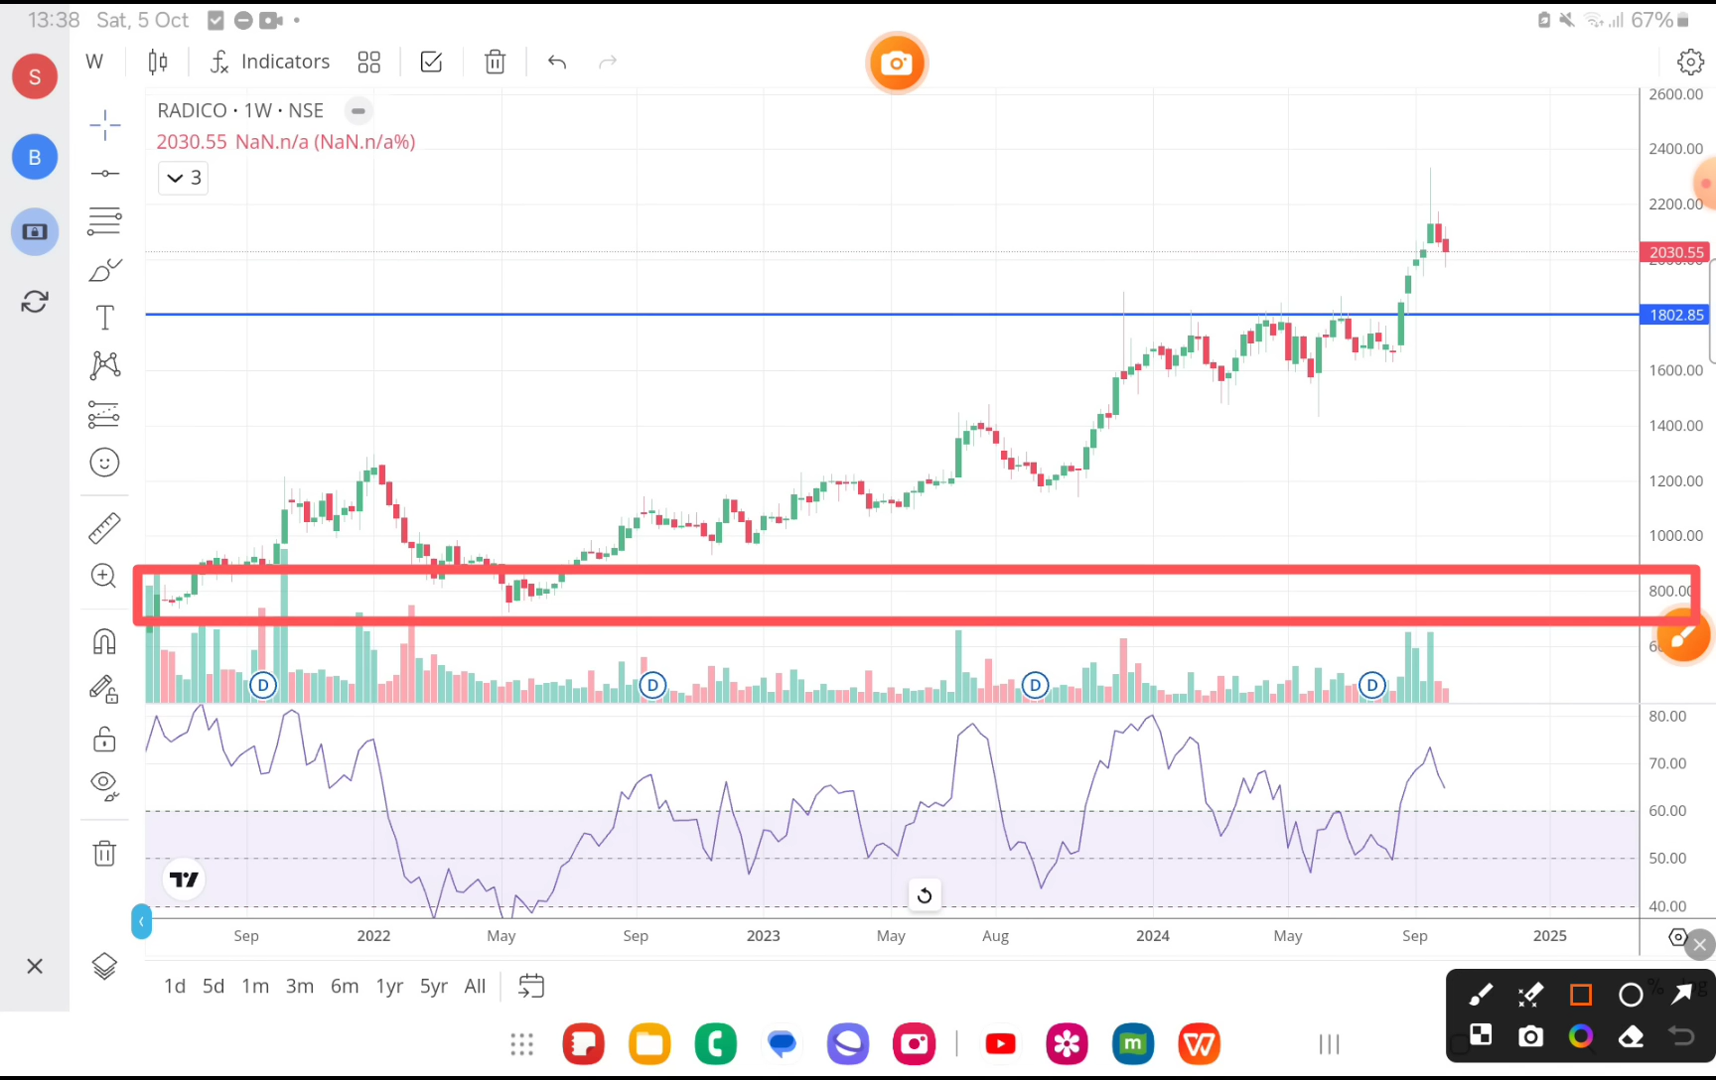 13:38 Sat, 5 Oct
67%
S
W
Indicators
B
RADICO · 1W · NSE
2030.55 NaN.n/a (NaN.n/a%)
3
2600.00
2400.00
2200.00
2030.55
1802.85
1600.00
1400.00
1200.00
1000.00
800.00
D
D
D
D
80.00
70.00
60.00
50.00
40.00
Sep
2022
May
Sep
2023
May
Aug
2024
May
Sep
2025
1d
5d
1m
3m
6m
1yr
5yr
All
%
m